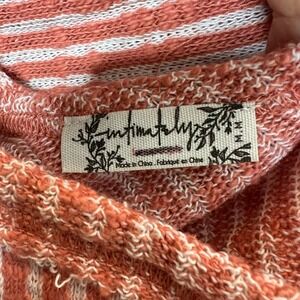 intimately
M/M
Made in China . Fabriqué en Chine